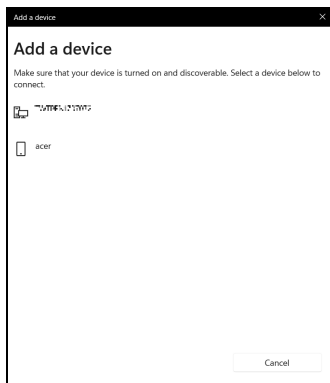 Add a device
Add a device
Make sure that your device is turned on and discoverable. Select a device below to
connect.
acer
Cancel